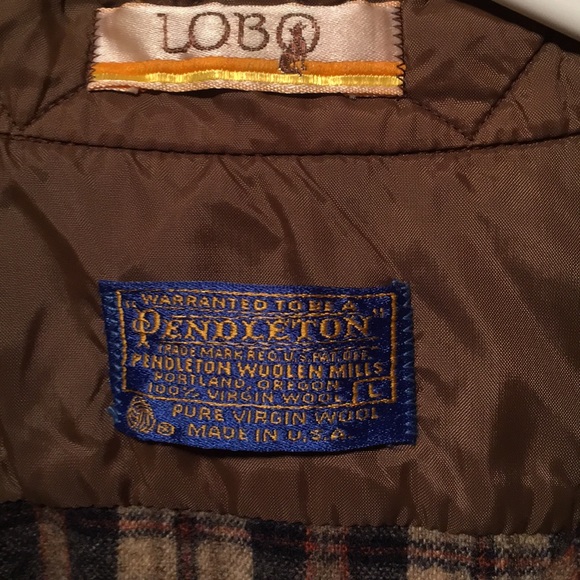 LOBO
"WARRANTED TO BE A
PENDLETON"
TRADE MARK REG. U.S. PAT. OFF.
PENDLETON WOOLEN MILLS
PORTLAND, OREGON
100% VIRGIN WOOL L
PURE VIRGIN WOOL
® MADE IN U.S.A.